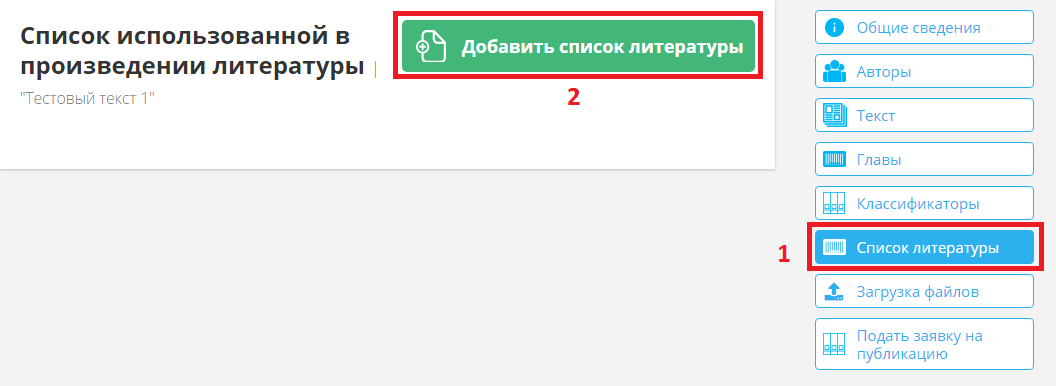 Список использованной в
произведении литературы |
"Тестовый текст 1"
Добавить список литературы
2
Общие сведения
Авторы
Текст
Главы
Классификаторы
1
Список литературы
Загрузка файлов
Подать заявку на
публикацию